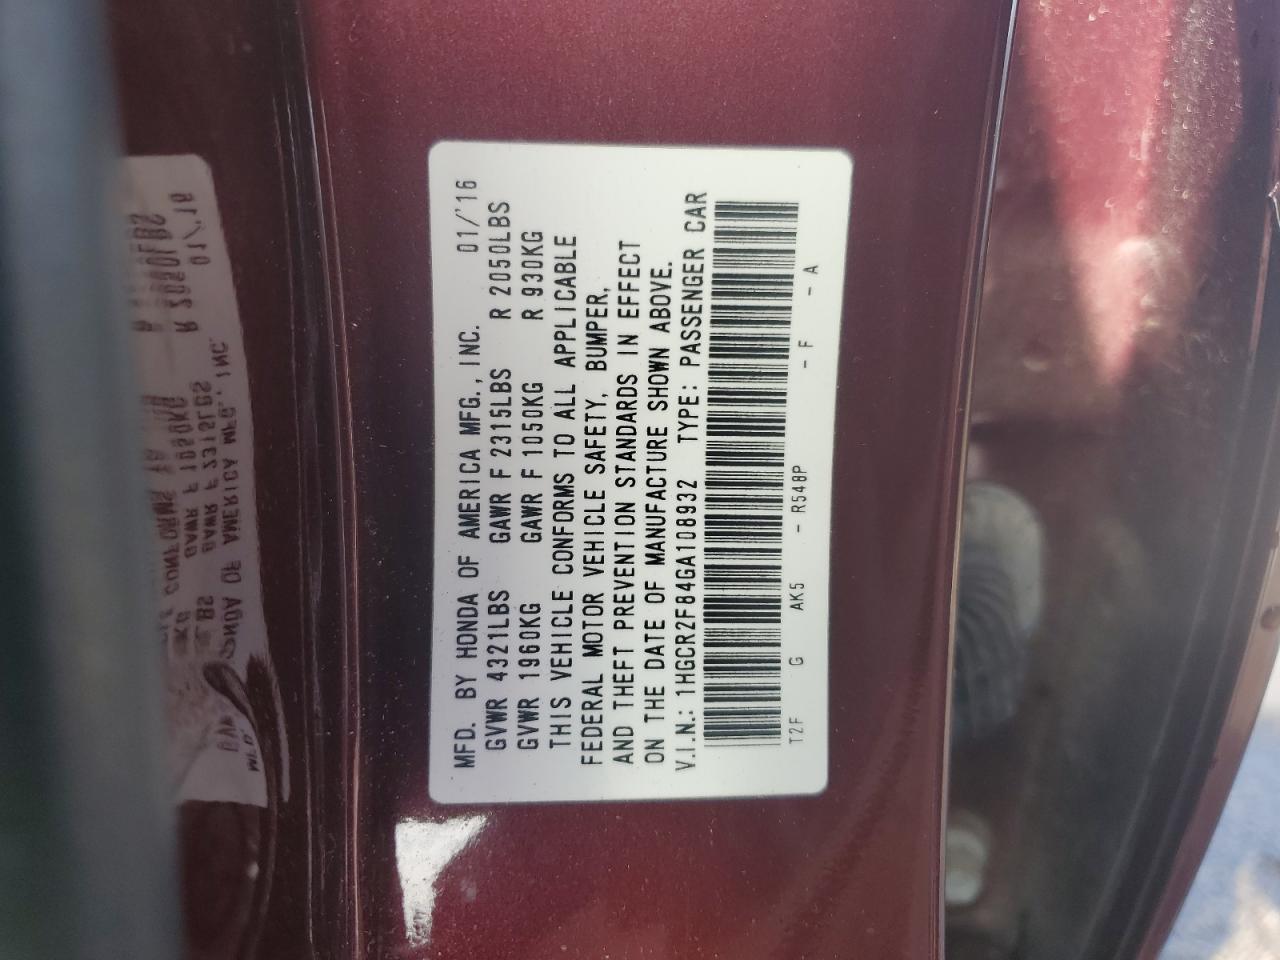 MFD. BY HONDA OF AMERICA MFG., INC. 01/'16
GVWR 4321LBS GAWR F 2315LBS R 2050LBS
GVWR 1960KG GAWR F 1050KG R 930KG
THIS VEHICLE CONFORMS TO ALL APPLICABLE
FEDERAL MOTOR VEHICLE SAFETY, BUMPER,
AND THEFT PREVENTION STANDARDS IN EFFECT
ON THE DATE OF MANUFACTURE SHOWN ABOVE.
V.I.N.: 1HGCR2F84GA108932 TYPE: PASSENGER CAR
T2F G AK5 - R548P - F - A